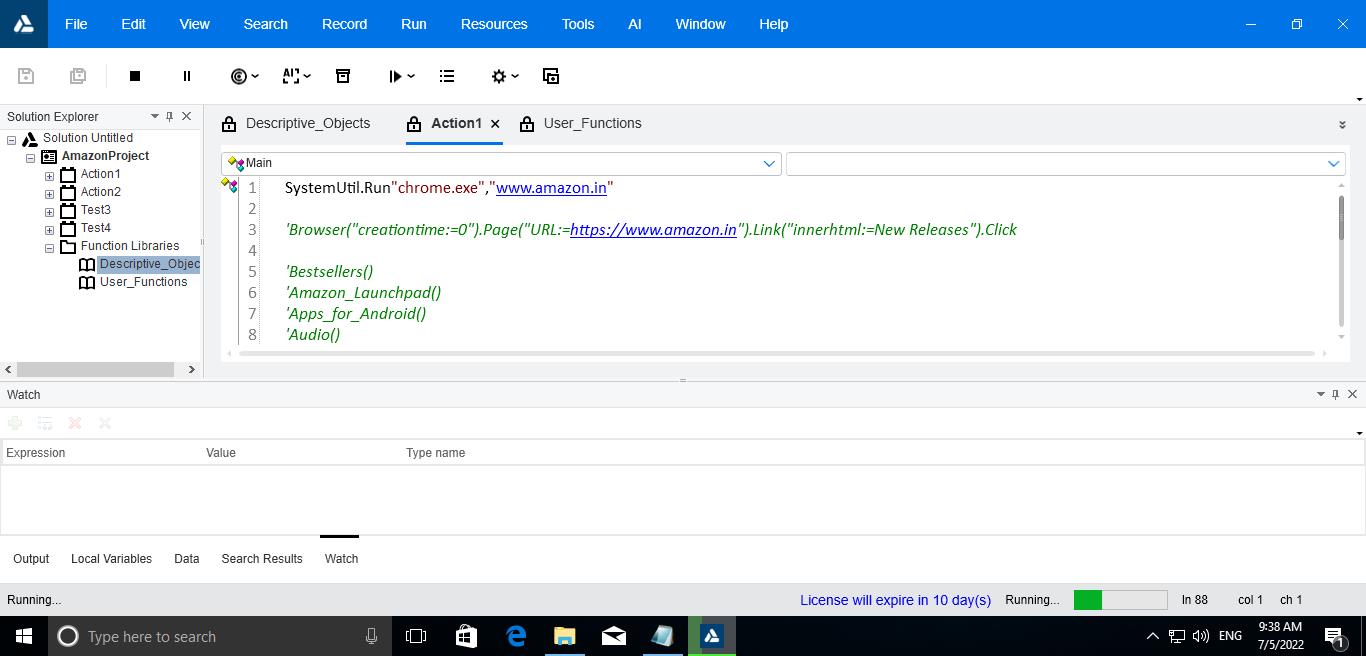 File Edit View Search Record Run Resources Tools AI Window Help
Solution Explorer
Solution Untitled
AmazonProject
Action1
Action2
Test3
Test4
Function Libraries
Descriptive_Objec
User_Functions
Descriptive_Objects Action1 User_Functions
Main
1 SystemUtil.Run"chrome.exe","www.amazon.in"
2
3 'Browser("creationtime:=0").Page("URL:=https://www.amazon.in").Link("innerhtml:=New Releases").Click
4
5 'Bestsellers()
6 'Amazon_Launchpad()
7 'Apps_for_Android()
8 'Audio()
Watch
Expression Value Type name
Output Local Variables Data Search Results Watch
Running... License will expire in 10 day(s) Running... ln 88 col 1 ch 1
Type here to search ENG 9:38 AM
7/5/2022
1